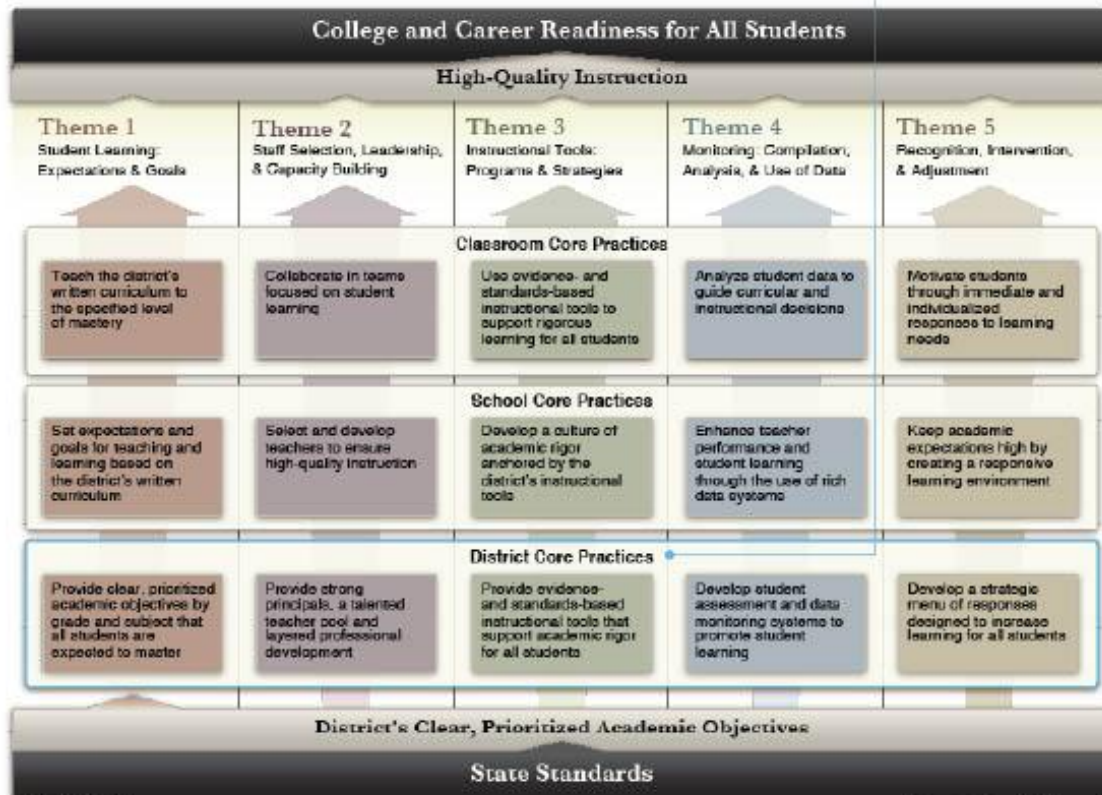 College and Career Readiness for All Students
High-Quality Instruction
Theme 1
Student Learning:
Expectations & Goals
Theme 2
Staff Selection, Leadership,
& Capacity Building
Theme 3
Instructional Tools:
Programs & Strategies
Theme 4
Monitoring: Compilation,
Analysis, & Use of Data
Theme 5
Recognition, Intervention,
& Adjustment
Classroom Core Practices
Teach the district's
written curriculum to
the specified level
of mastery
Collaborate in teams
focused on student
learning
Use evidence- and
standards-based
instructional tools to
support rigorous
learning for all students
Analyze student data to
guide curricular and
instructional decisions
Motivate students
through immediate and
individualized
responses to learning
needs
School Core Practices
Set expectations and
goals for teaching and
learning based on
the district's written
curriculum
Select and develop
teachers to ensure
high-quality instruction
Develop a culture of
academic rigor
anchored by the
district's instructional
tools
Enhance teacher
performance and
student learning
through the use of rich
data systems
Keep academic
expectations high by
creating a responsive
learning environment
District Core Practices
Provide clear, prioritized
academic objectives by
grade and subject that
all students are
expected to master
Provide strong
principals, a talented
teacher pool and
layered professional
development
Provide evidence-
and standards-based
instructional tools that
support academic rigor
for all students
Develop student
assessment and data
monitoring systems to
promote student
learning
Develop a strategic
menu of responses
designed to increase
learning for all students
District's Clear, Prioritized Academic Objectives
State Standards